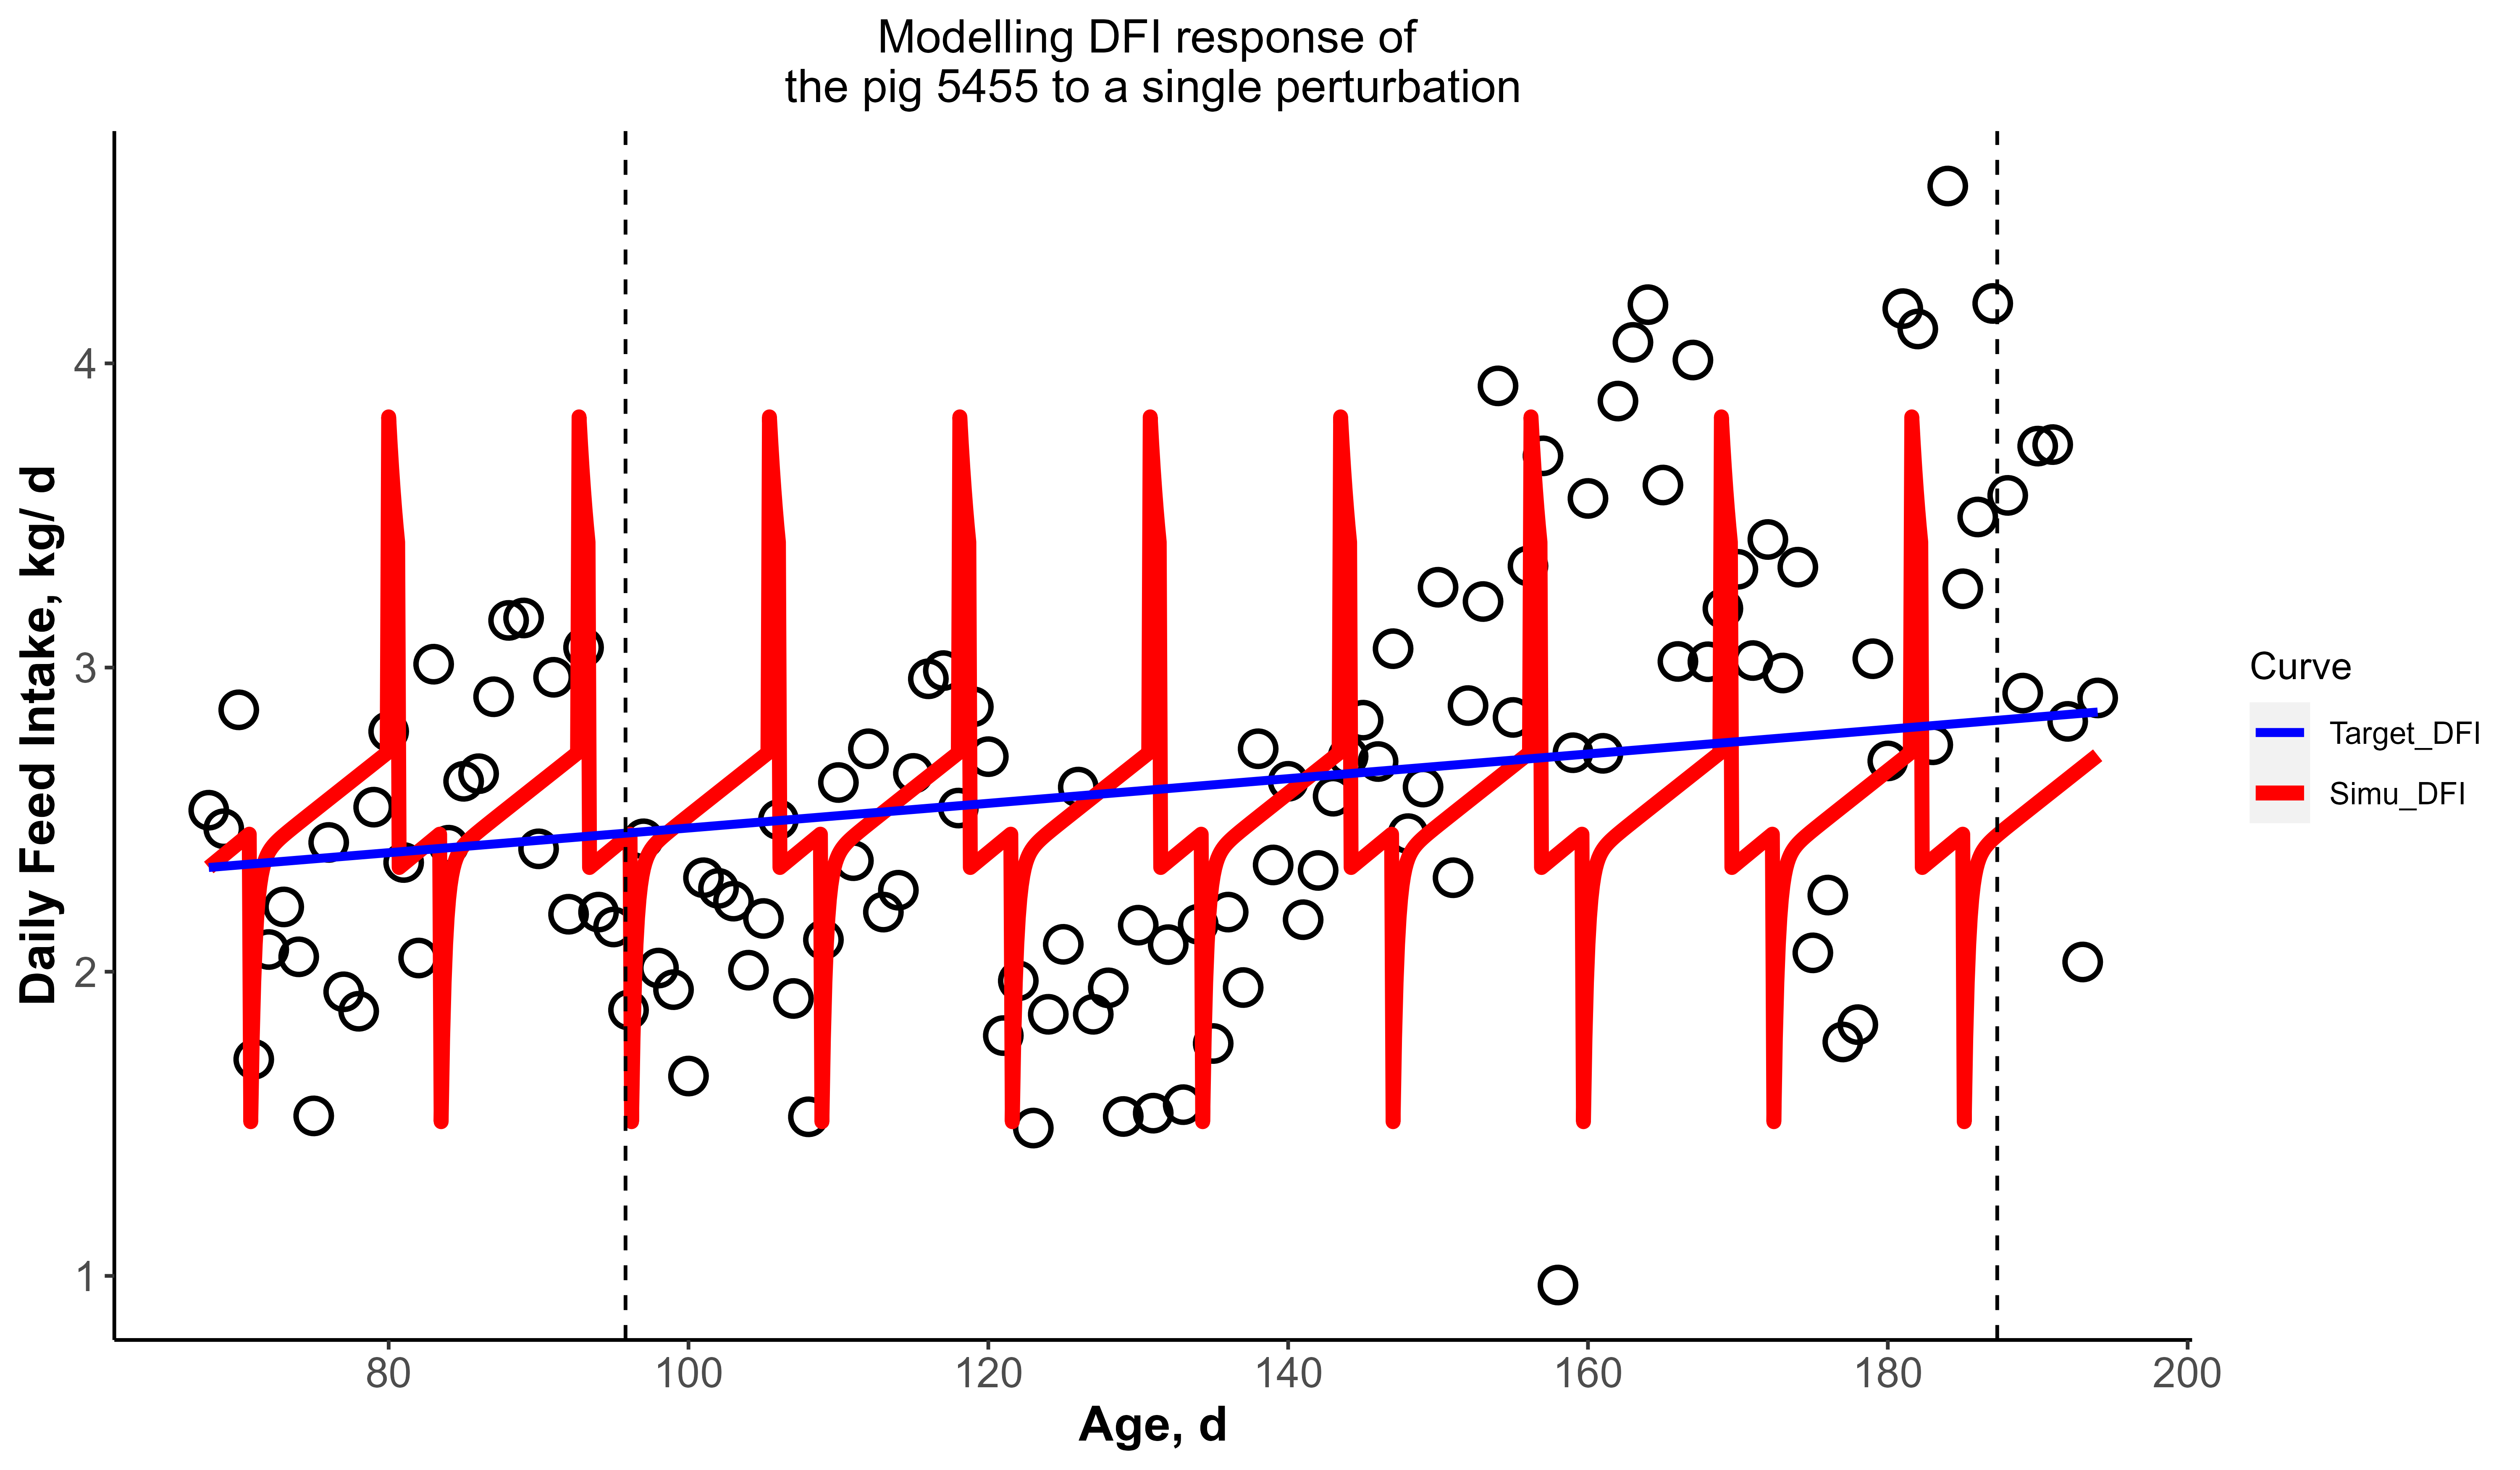 Modelling DFI response of
the pig 5455 to a single perturbation
Daily Feed Intake, kg/ d
4
3
2
1
80 100 120 140 160 180 200
Age, d
Curve
Target_DFI
Simu_DFI